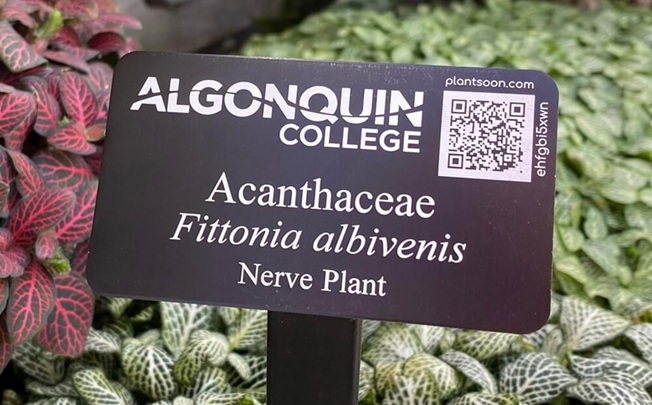 ALGONQUIN
COLLEGE
plantsoon.com
ehfgbi5xwn
Acanthaceae
Fittonia albivenis
Nerve Plant